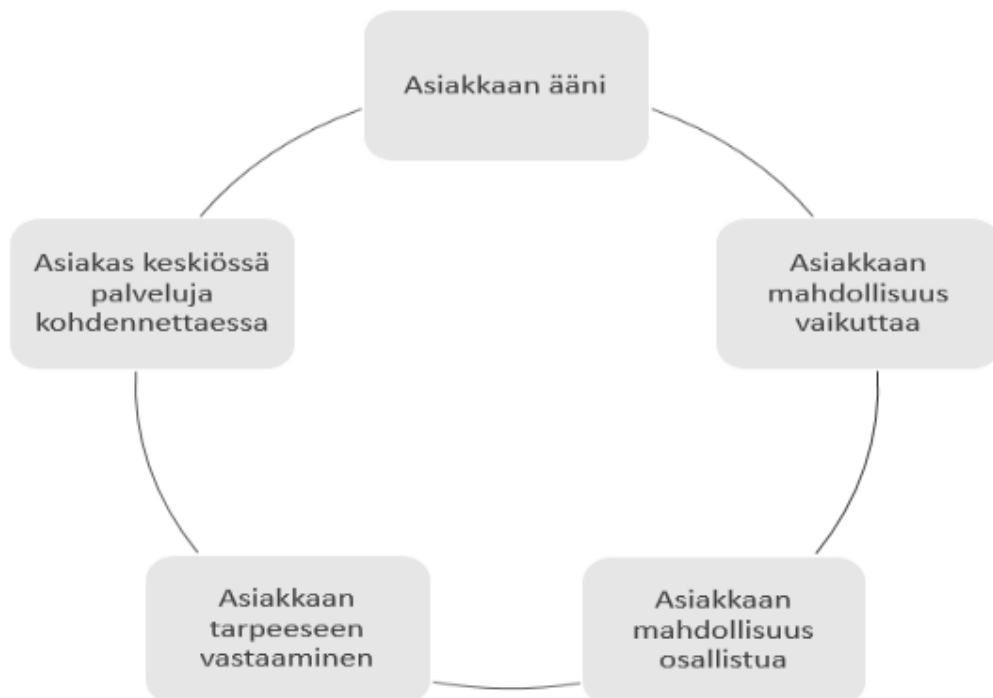 Asiakkaan ääni
Asiakkaan
mahdollisuus
vaikuttaa
Asiakkaan
mahdollisuus
osallistua
Asiakkaan
tarpeeseen
vastaaminen
Asiakas keskiössä
palveluja
kohdennettaessa